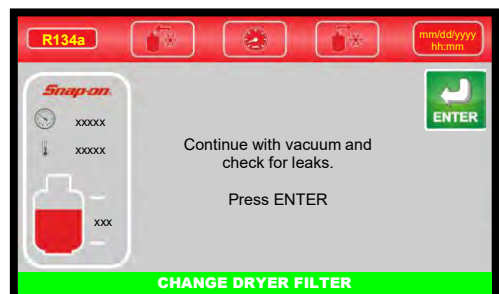 R134a
mm/dd/yyyy
hh:mm
Snap-on
xxxxx
xxxxx
xxx
ENTER
Continue with vacuum and
check for leaks.
Press ENTER
CHANGE DRYER FILTER